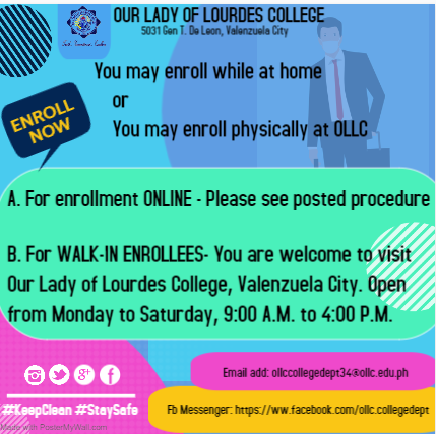 OUR LADY OF LOURDES COLLEGE
5031 Gen T. De Leon, Valenzuela City
You may enroll while at home
or
You may enroll physically at OLLC
ENROLL
NOW
A. For enrollment ONLINE - Please see posted procedure
B. For WALK-IN ENROLLEES- You are welcome to visit
Our Lady of Lourdes College, Valenzuela City. Open
from Monday to Saturday, 9:00 A.M. to 4:00 P.M.
Email add: ollccollegedept34@ollc.edu.ph
#KeepClean #StaySafe
Fb Messenger: https://ww.facebook.com/ollc.collegedept
Made with PosterMyWall.com